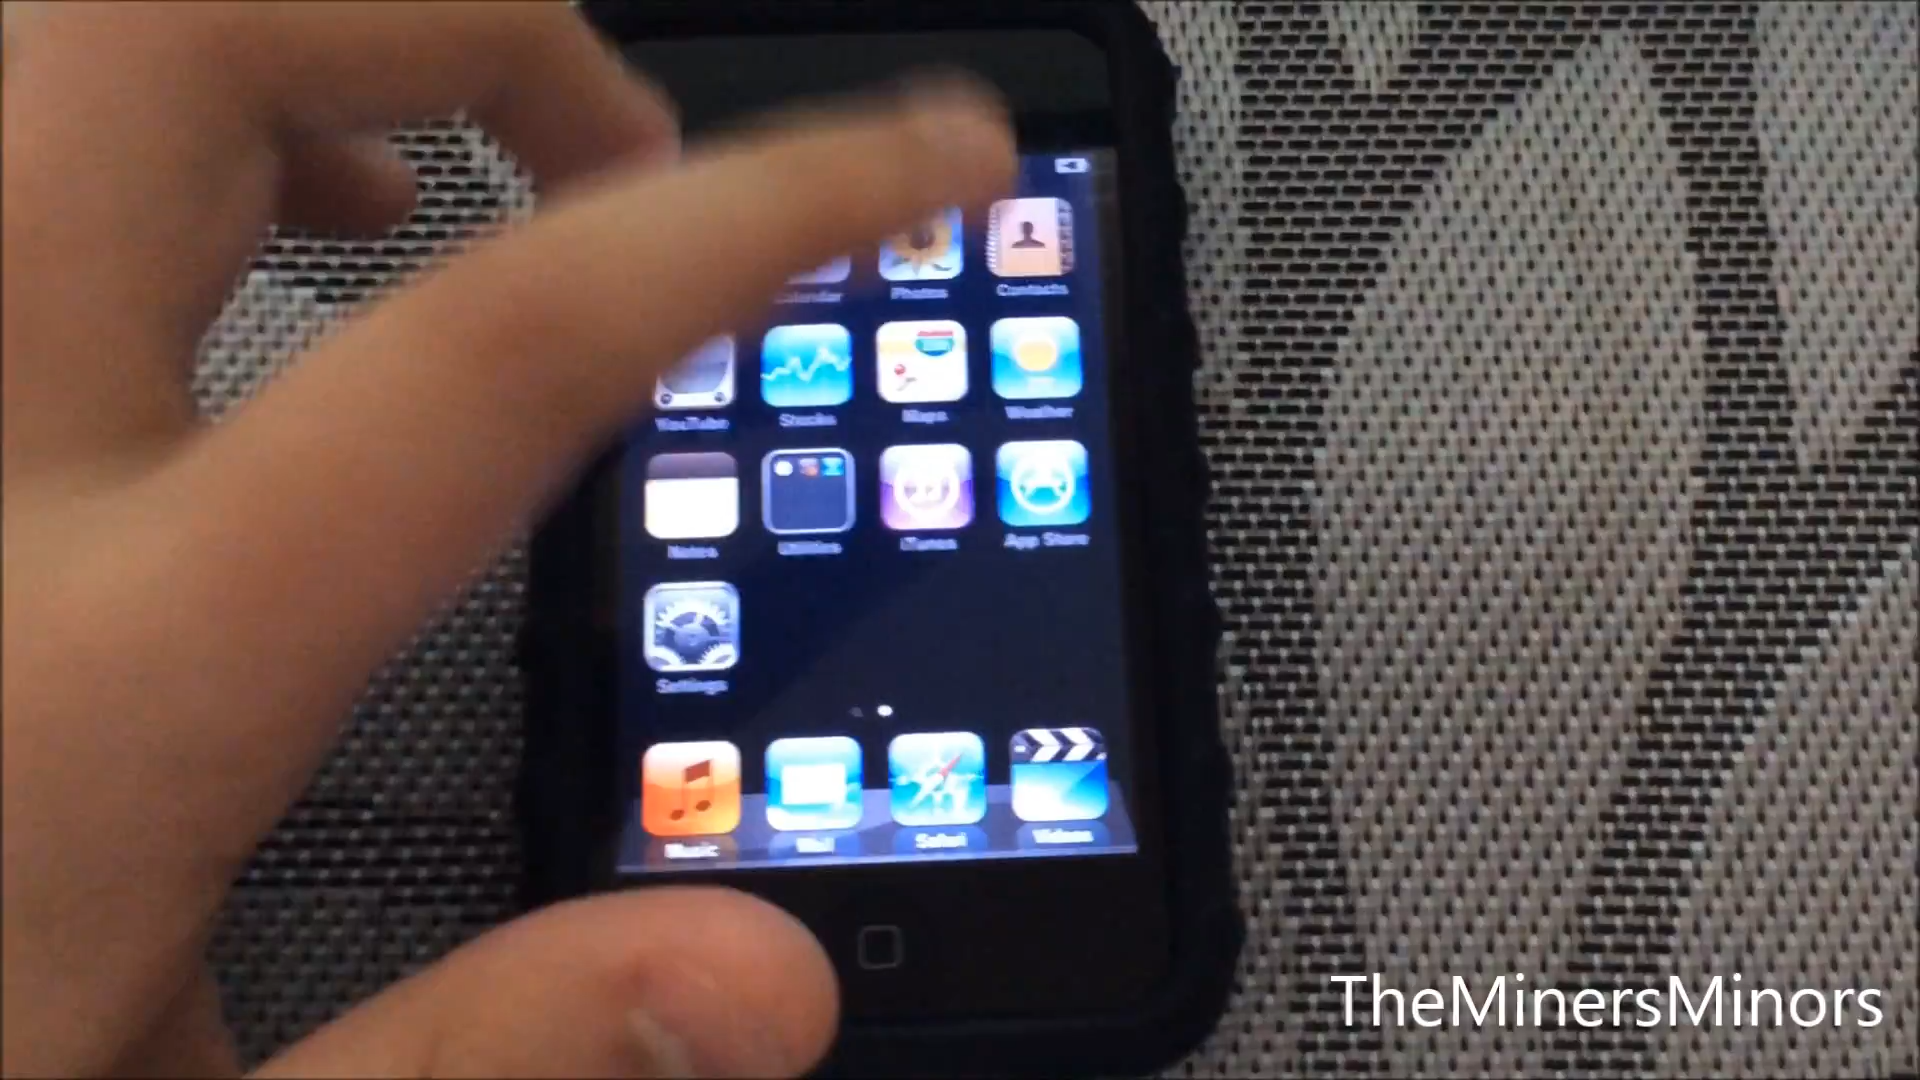 Calendar Photos Contacts
YouTube Stocks Maps Weather
Notes Utilities iTunes App Store
Settings
Music Mail Safari Videos
TheMinersMinors